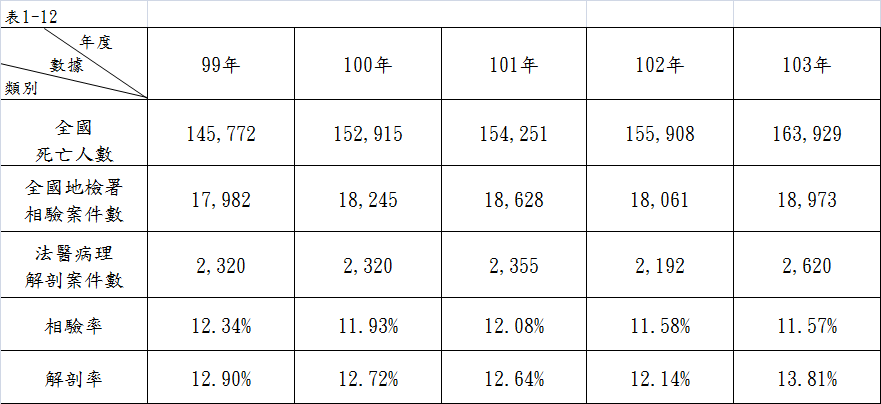 表1-12
年度
數據
類別
99年 100年 101年 102年 103年
全國
死亡人數
145,772 152,915 154,251 155,908 163,929
全國地檢署
相驗案件數
17,982 18,245 18,628 18,061 18,973
法醫病理
解剖案件數
2,320 2,320 2,355 2,192 2,620
相驗率 12.34% 11.93% 12.08% 11.58% 11.57%
解剖率 12.90% 12.72% 12.64% 12.14% 13.81%